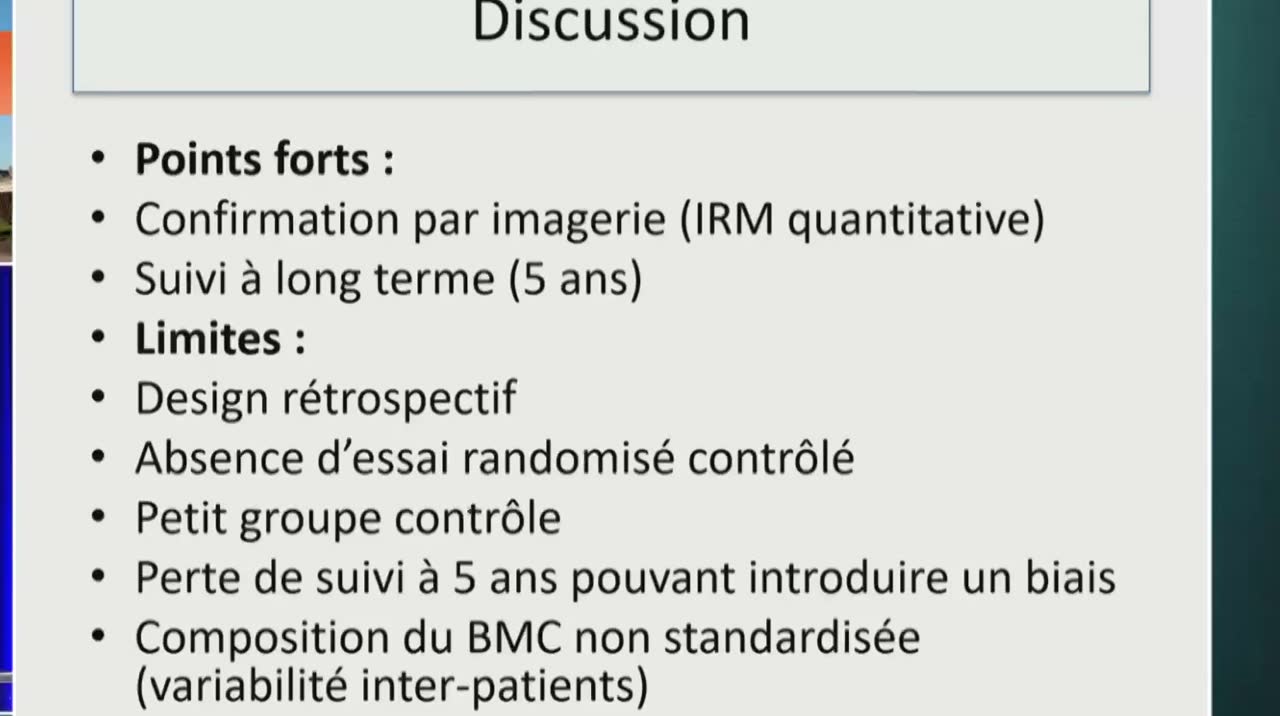 Discussion
• Points forts :
• Confirmation par imagerie (IRM quantitative)
• Suivi à long terme (5 ans)
• Limites :
• Design rétrospectif
• Absence d’essai randomisé contrôlé
• Petit groupe contrôle
• Perte de suivi à 5 ans pouvant introduire un biais
• Composition du BMC non standardisée
(variabilité inter-patients)